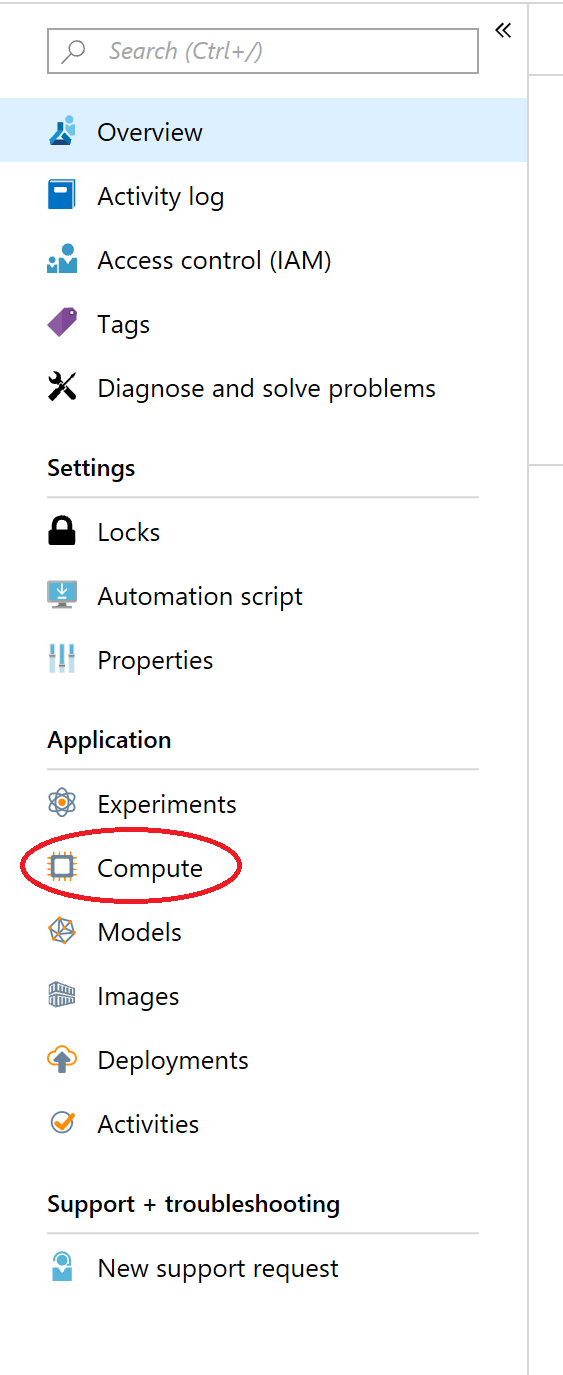 Search (Ctrl+/)
Overview
Activity log
Access control (IAM)
Tags
Diagnose and solve problems
Settings
Locks
Automation script
Properties
Application
Experiments
Compute
Models
Images
Deployments
Activities
Support + troubleshooting
New support request